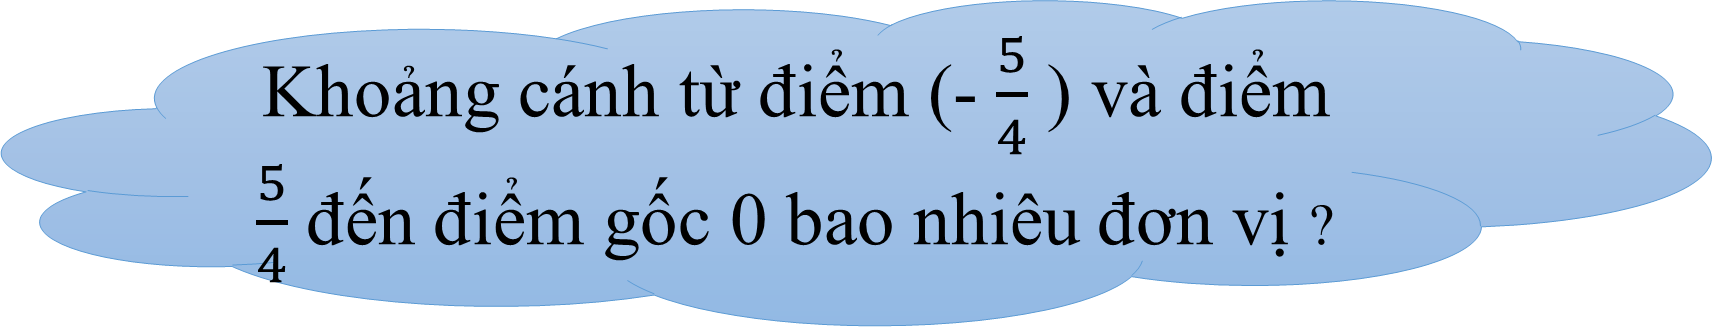 Khoảng cánh từ điểm (- 5/4 ) và điểm
5/4 đến điểm gốc 0 bao nhiêu đơn vị ?